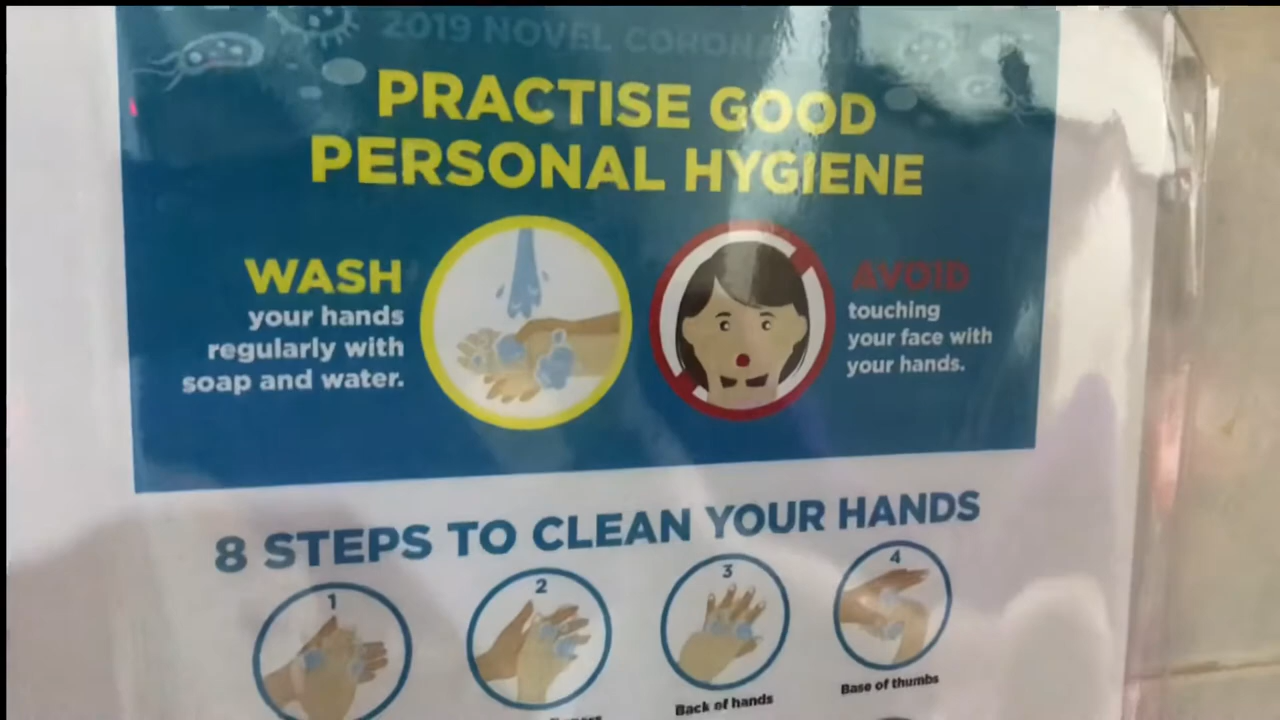 2019 NOVEL
PRACTISE GOOD
PERSONAL HYGIENE
WASH
your hands
regularly with
soap and water.
AVOID
touching
your face with
your hands.
8 STEPS TO CLEAN YOUR HANDS
1
2
3
4
Back of hands
Base of thumbs